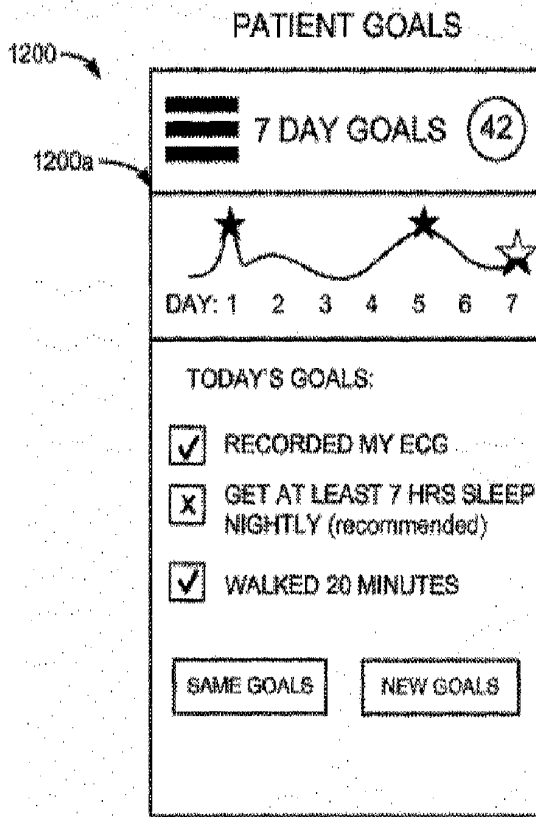 PATIENT GOALS
1200
7 DAY GOALS 42
1200a
DAY: 1 2 3 4 5 6 7
TODAY'S GOALS:
RECORDED MY ECG
GET AT LEAST 7 HRS SLEEP
NIGHTLY (recommended)
WALKED 20 MINUTES
SAME GOALS NEW GOALS